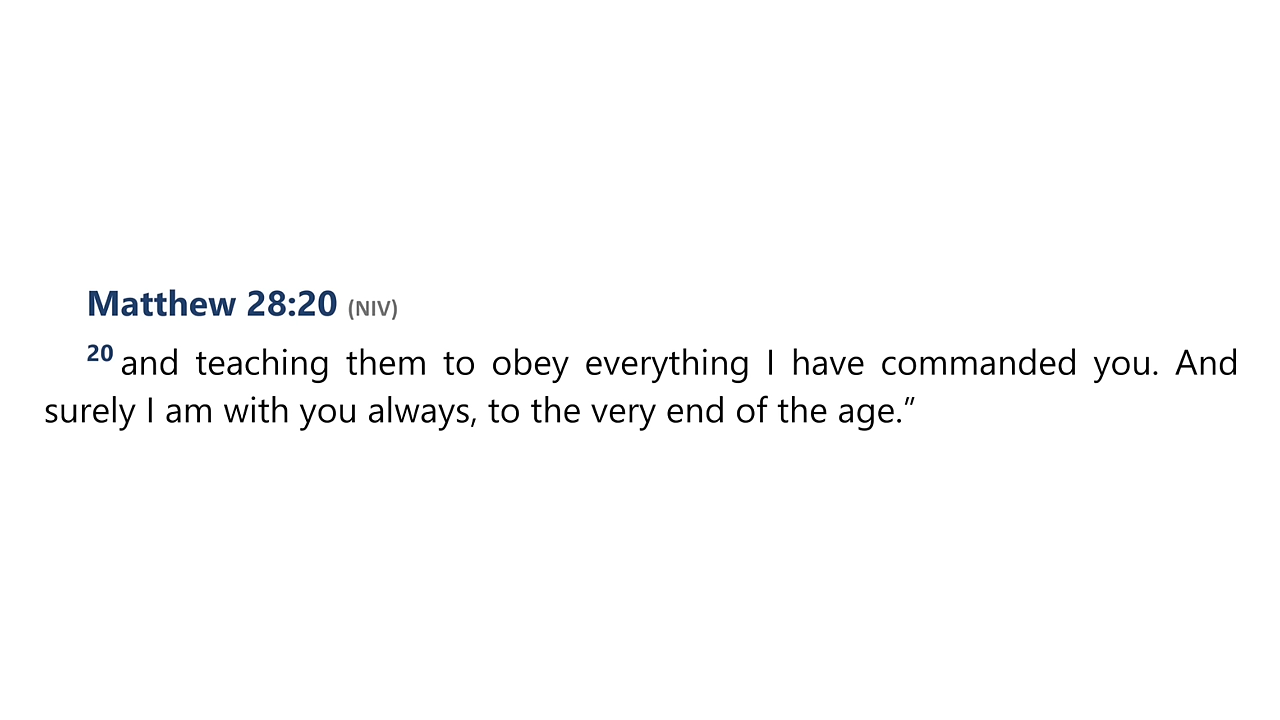 Matthew 28:20 (NIV)
20 and teaching them to obey everything I have commanded you. And
surely I am with you always, to the very end of the age.”